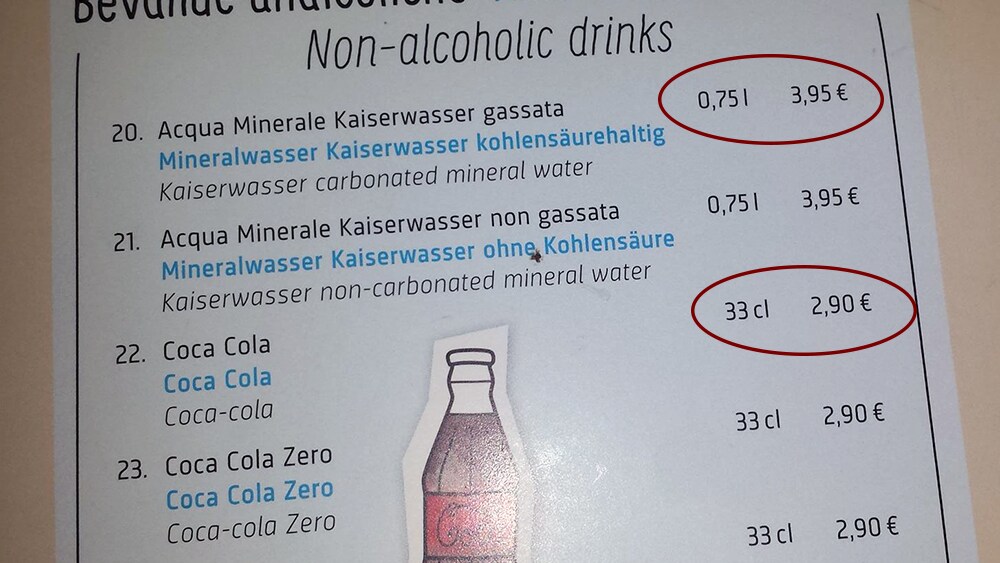 Bevande analcoliche
Non-alcoholic drinks
20. Acqua Minerale Kaiserwasser gassata 0,75 l 3,95 €
Mineralwasser Kaiserwasser kohlensäurehaltig
Kaiserwasser carbonated mineral water
21. Acqua Minerale Kaiserwasser non gassata 0,75 l 3,95 €
Mineralwasser Kaiserwasser ohne Kohlensäure
Kaiserwasser non-carbonated mineral water
22. Coca Cola 33 cl 2,90 €
Coca Cola
Coca-cola
23. Coca Cola Zero 33 cl 2,90 €
Coca Cola Zero
Coca-cola Zero
33 cl 2,90 €